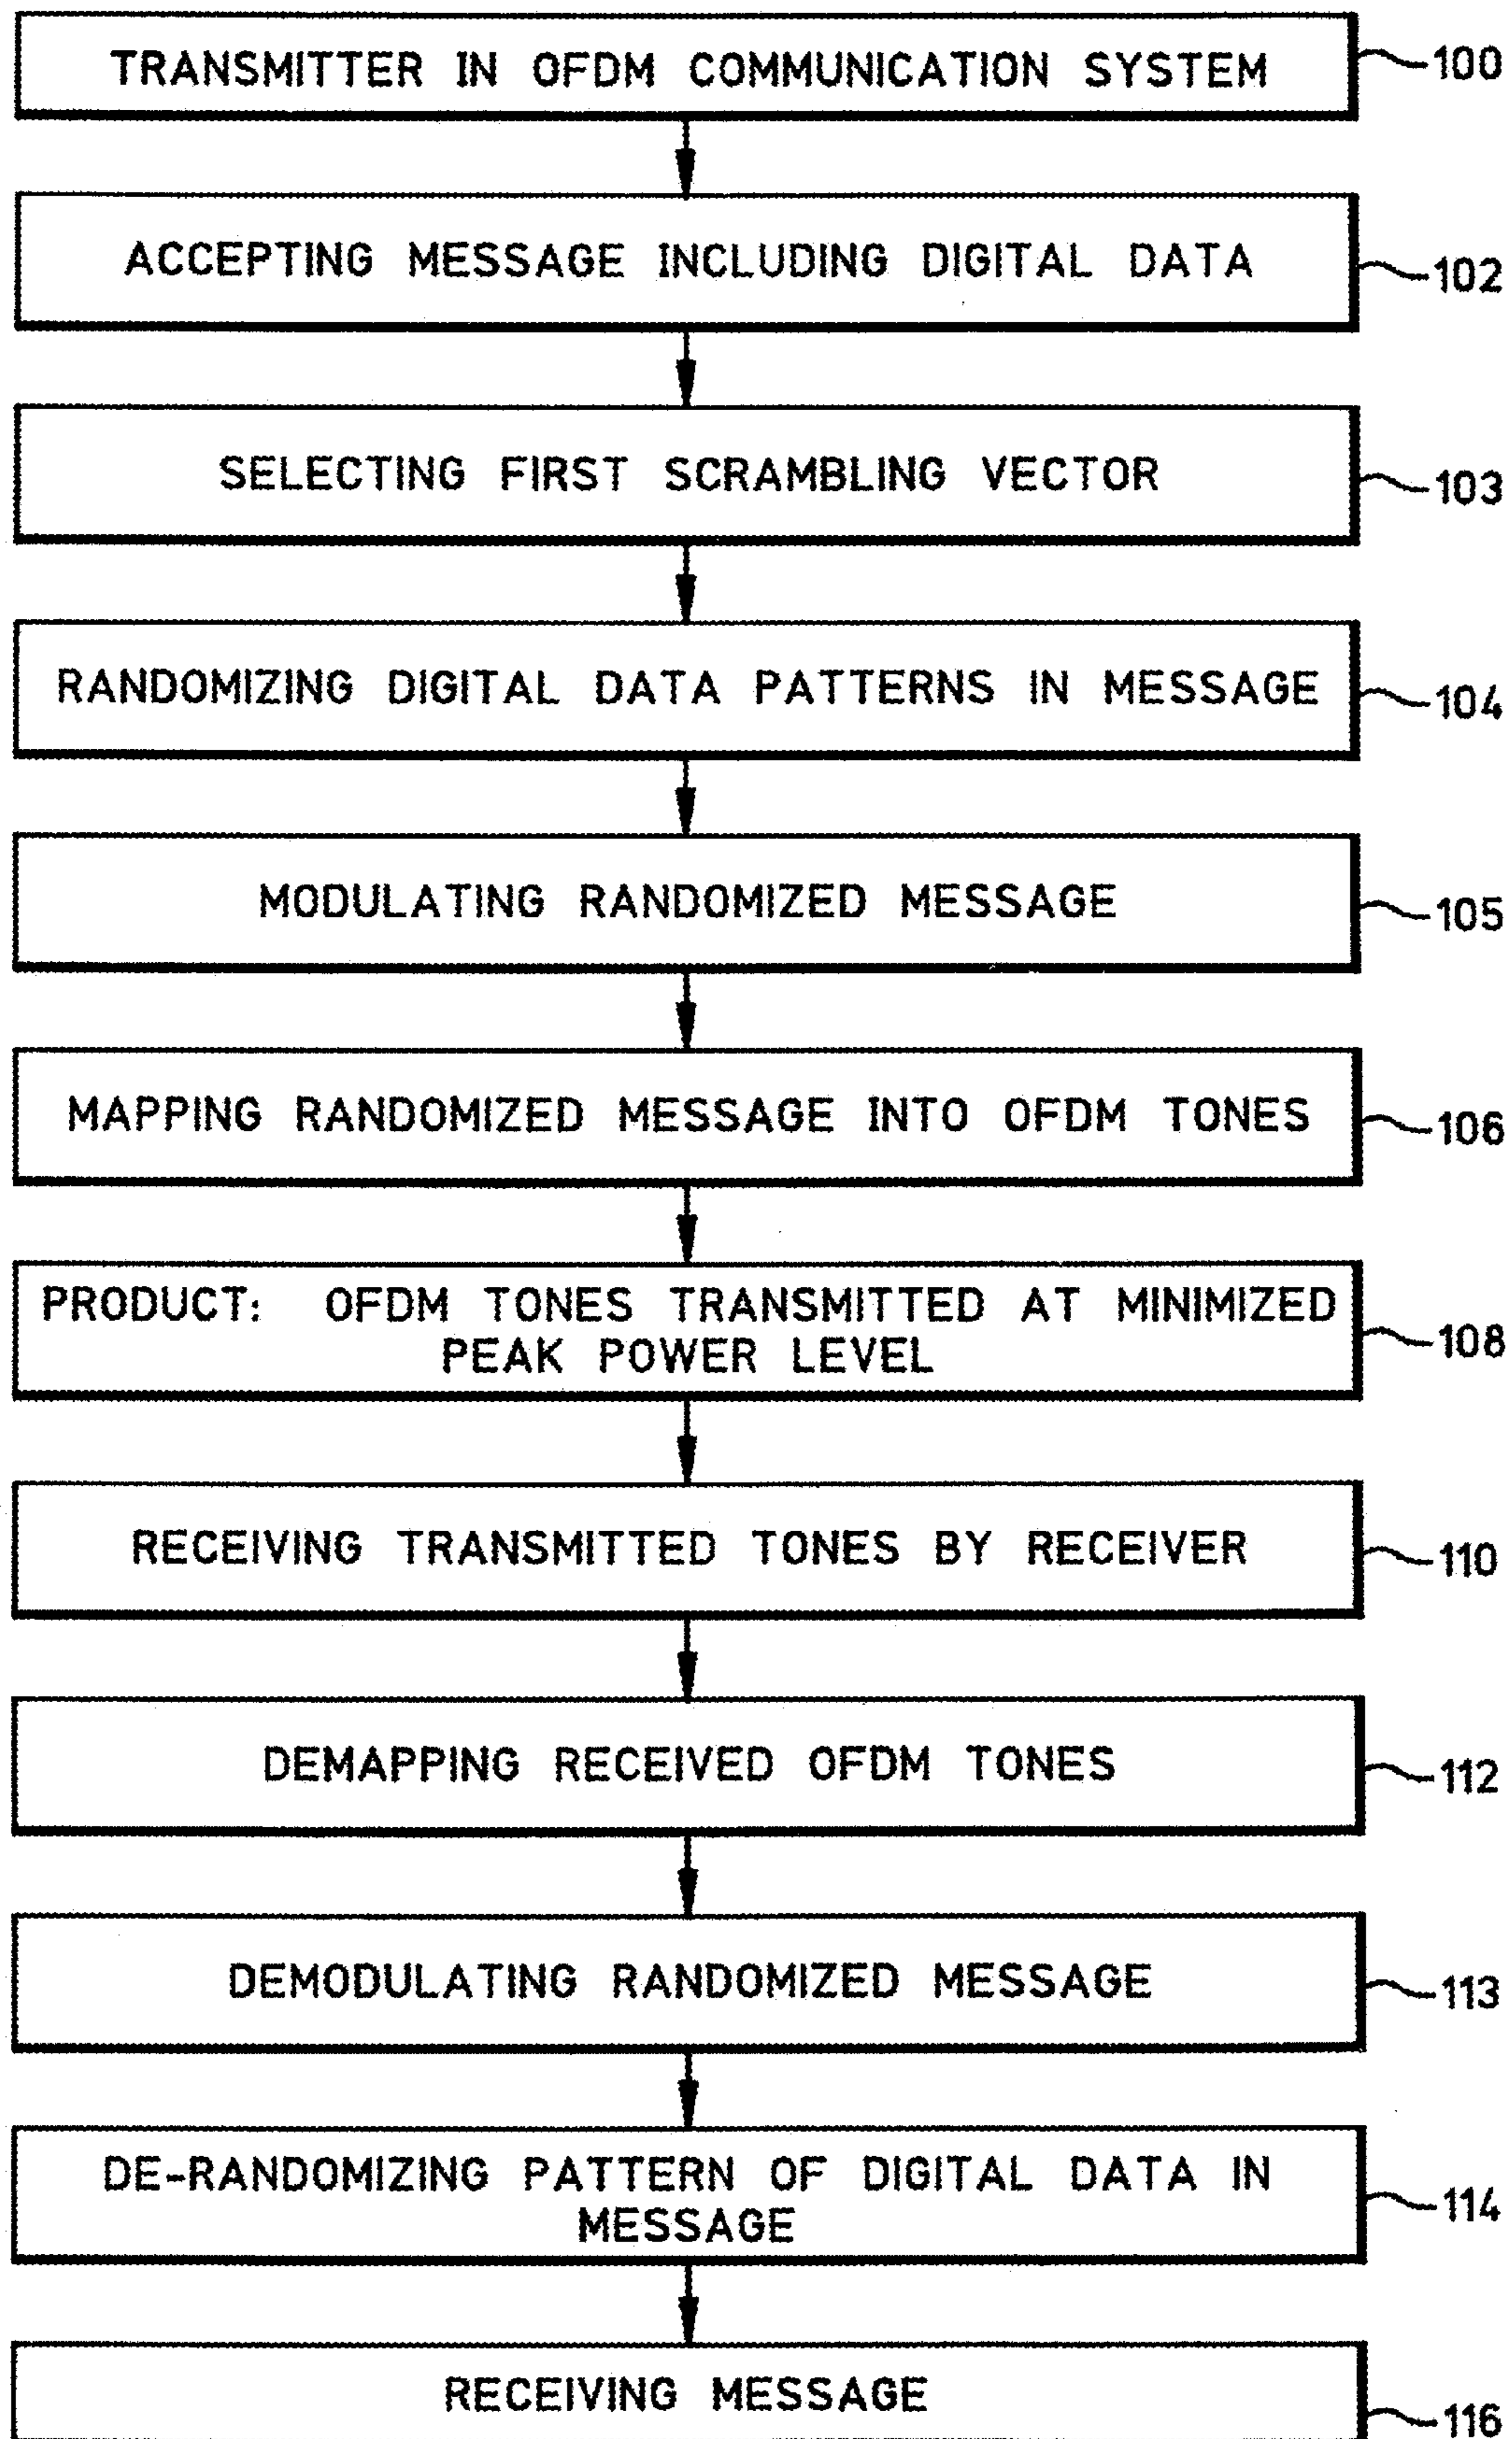 TRANSMITTER IN OFDM COMMUNICATION SYSTEM
100
ACCEPTING MESSAGE INCLUDING DIGITAL DATA
102
SELECTING FIRST SCRAMBLING VECTOR
103
RANDOMIZING DIGITAL DATA PATTERNS IN MESSAGE
104
MODULATING RANDOMIZED MESSAGE
105
MAPPING RANDOMIZED MESSAGE INTO OFDM TONES
106
PRODUCT: OFDM TONES TRANSMITTED AT MINIMIZED
PEAK POWER LEVEL
108
RECEIVING TRANSMITTED TONES BY RECEIVER
110
DEMAPPING RECEIVED OFDM TONES
112
DEMODULATING RANDOMIZED MESSAGE
113
DE-RANDOMIZING PATTERN OF DIGITAL DATA IN
MESSAGE
114
RECEIVING MESSAGE
116